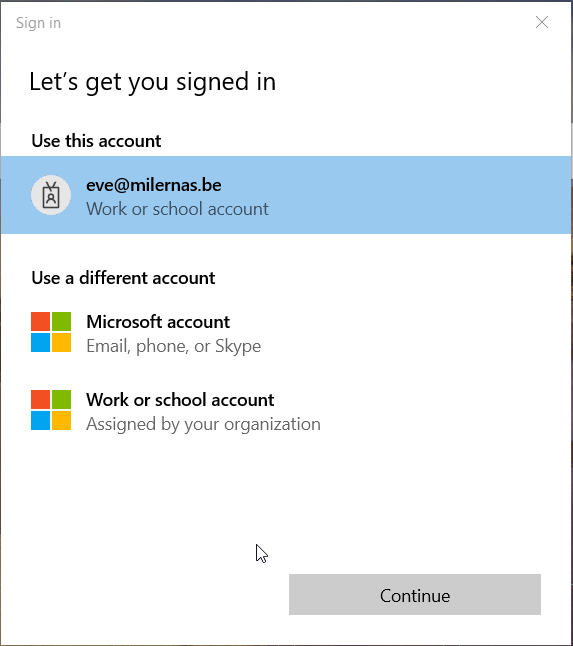 Sign in
Let’s get you signed in
Use this account
eve@milernas.be
Work or school account
Use a different account
Microsoft account
Email, phone, or Skype
Work or school account
Assigned by your organization
Continue